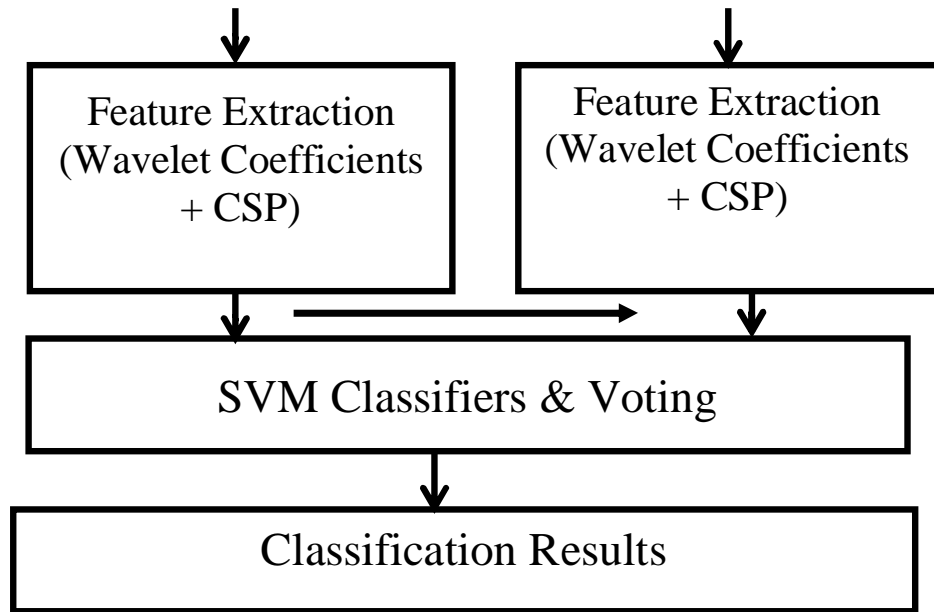 Feature Extraction
(Wavelet Coefficients
+ CSP)
Feature Extraction
(Wavelet Coefficients
+ CSP)
SVM Classifiers & Voting
Classification Results